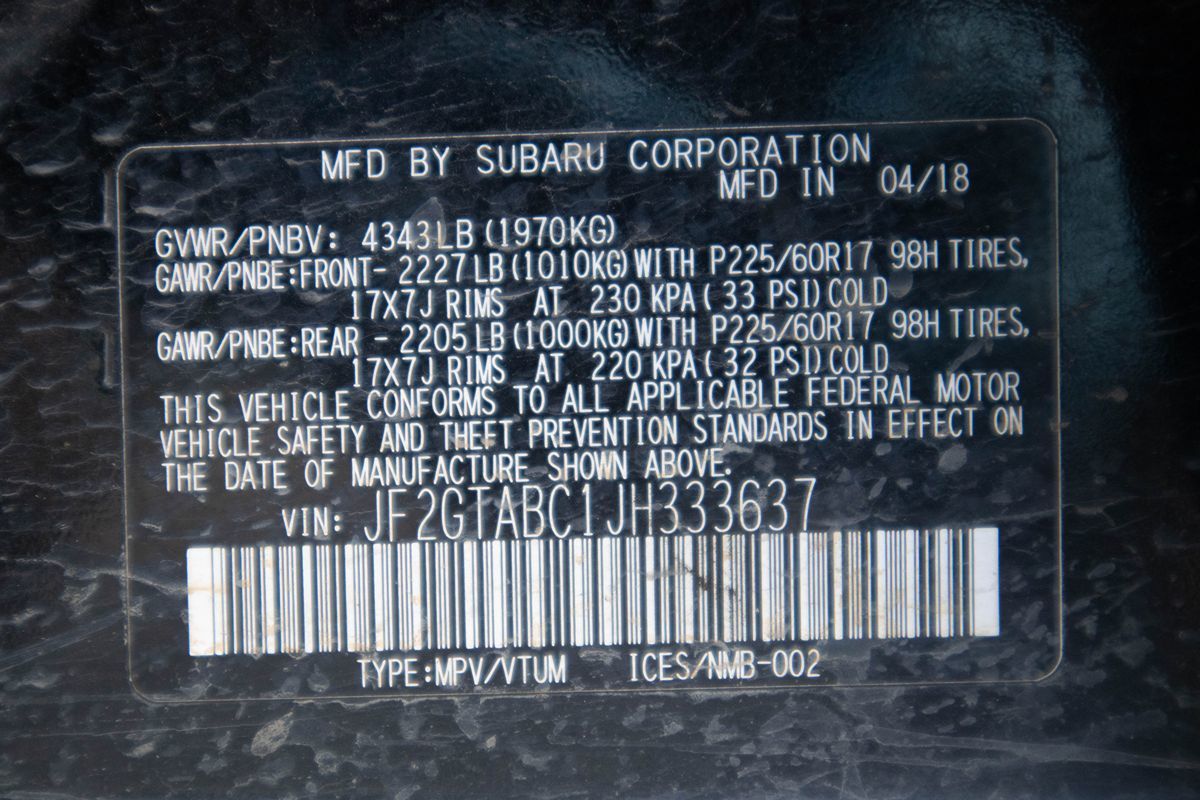 MFD BY SUBARU CORPORATION
MFD IN 04/18
GVWR/PNBV: 4343LB(1970KG)
GAWR/PNBE:FRONT- 2227LB(1010KG)WITH P225/60R17 98H TIRES,
17X7J RIMS AT 230 KPA( 33 PSI)COLD
GAWR/PNBE:REAR - 2205LB(1000KG)WITH P225/60R17 98H TIRES,
17X7J RIMS AT 220 KPA( 32 PSI)COLD
THIS VEHICLE CONFORMS TO ALL APPLICABLE FEDERAL MOTOR
VEHICLE SAFETY AND THEFT PREVENTION STANDARDS IN EFFECT ON
THE DATE OF MANUFACTURE SHOWN ABOVE.
VIN: JF2GTABC1JH333637
TYPE:MPV/VTUM ICES/NMB-002